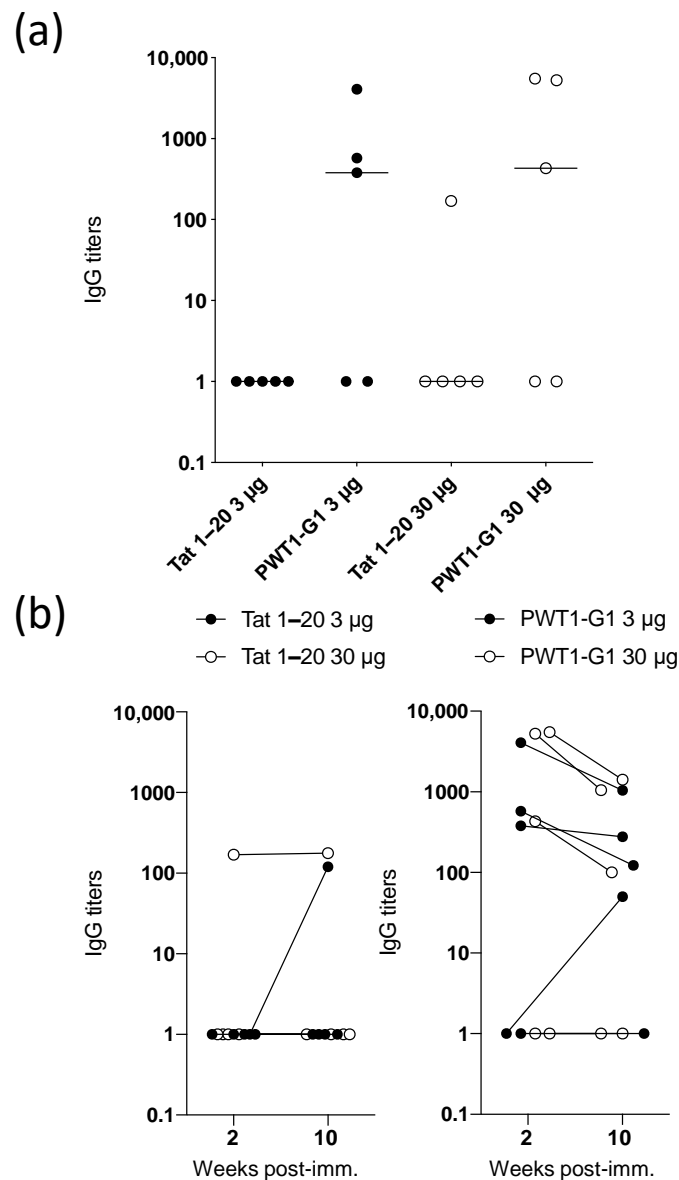 (a)
10,000
1000
100
10
1
0.1
IgG titers
Tat 1–20 3 µg
PWT1-G1 3 µg
Tat 1–20 30 µg
PWT1-G1 30 µg
(b)
Tat 1–20 3 µg
Tat 1–20 30 µg
PWT1-G1 3 µg
PWT1-G1 30 µg
10,000
1000
100
10
1
0.1
IgG titers
2
10
Weeks post-imm.
10,000
1000
100
10
1
0.1
IgG titers
2
10
Weeks post-imm.